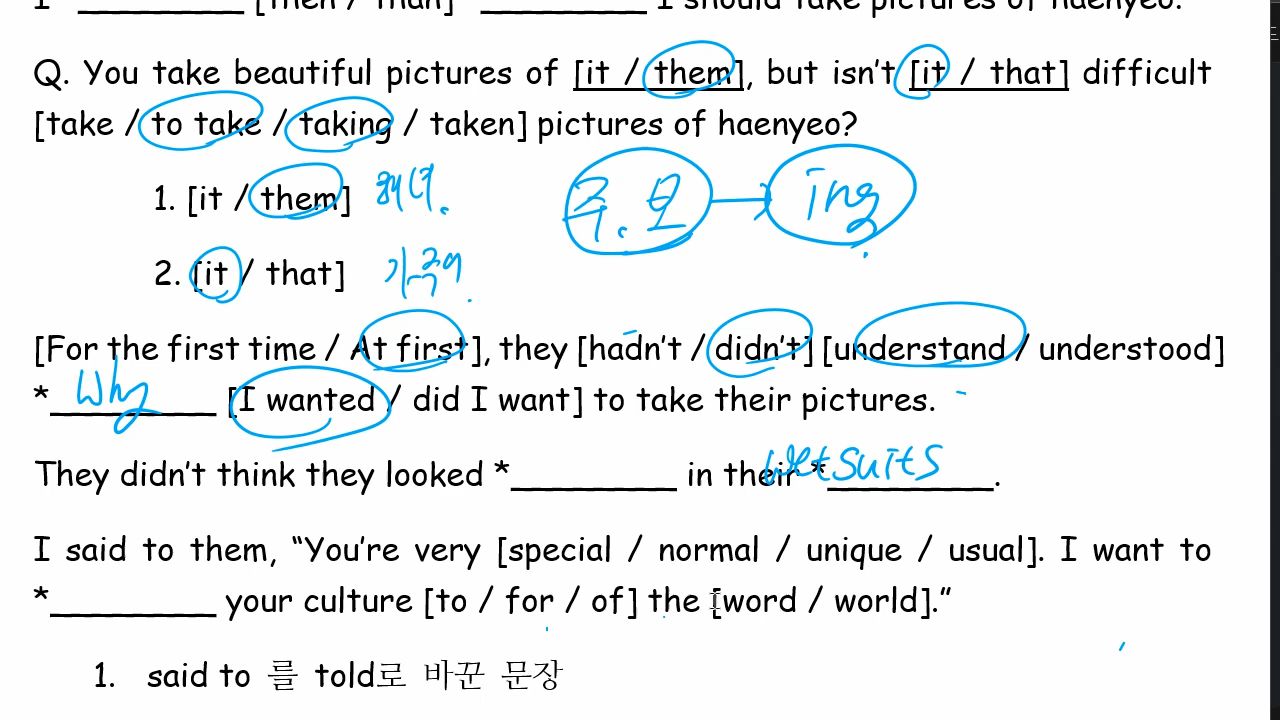 1 ________ [then / than] ________ I should take pictures of haenyeo.
Q. You take beautiful pictures of [it / them], but isn't [it / that] difficult
[take / to take / taking / taken] pictures of haenyeo?
1. [it / them] 해녀.
주.보 → ing
2. [it / that] 가주어.
[For the first time / At first], they [hadn't / didn't] [understand / understood]
*Why [I wanted / did I want] to take their pictures.
They didn't think they looked *________ in their *wetsuits.
I said to them, “You're very [special / normal / unique / usual]. I want to
*________ your culture [to / for / of] the [word / world].”
1. said to 를 told로 바꾼 문장